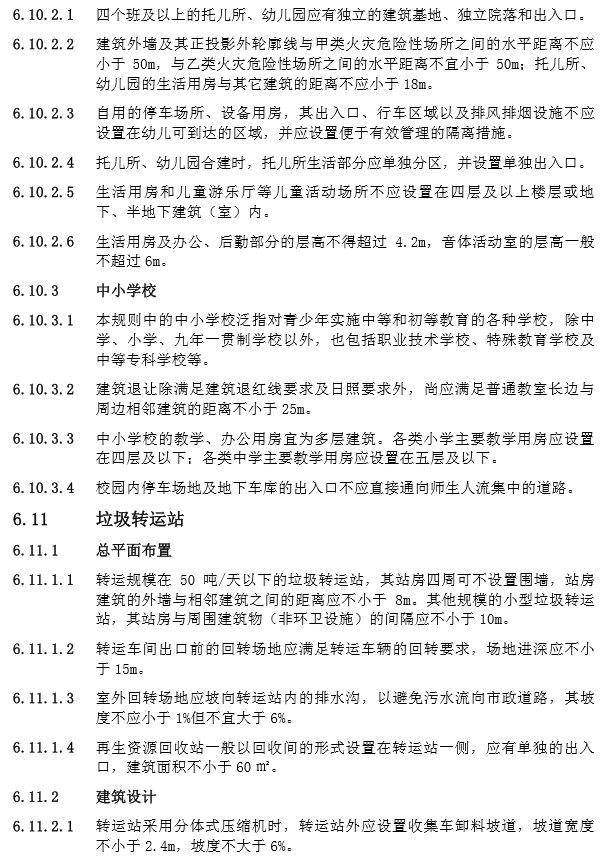 6.10.2.1 四个班及以上的托儿所、幼儿园应有独立的建筑基地、独立院落和出入口。
6.10.2.2 建筑外墙及其正投影外轮廓线与甲类火灾危险性场所之间的水平距离不应
小于 50m，与乙类火灾危险性场所之间的水平距离不宜小于 50m；托儿所、
幼儿园的生活用房与其它建筑的距离不应小于18m。
6.10.2.3 自用的停车场所、设备用房，其出入口、行车区域以及排风排烟设施不应
设置在幼儿可到达的区域，并应设置便于有效管理的隔离措施。
6.10.2.4 托儿所、幼儿园合建时，托儿所生活部分应单独分区，并设置单独出入口。
6.10.2.5 生活用房和儿童游乐厅等儿童活动场所不应设置在四层及以上楼层或地
下、半地下建筑（室）内。
6.10.2.6 生活用房及办公、后勤部分的层高不得超过 4.2m，音体活动室的层高一般
不超过6m。
6.10.3 中小学校
6.10.3.1 本规则中的中小学校泛指对青少年实施中等和初等教育的各种学校，除中
学、小学、九年一贯制学校以外，也包括职业技术学校、特殊教育学校及
中等专科学校等。
6.10.3.2 建筑退让除满足建筑退红线要求及日照要求外，尚应满足普通教室长边与
周边相邻建筑的距离不小于25m。
6.10.3.3 中小学校的教学、办公用房宜为多层建筑。各类小学主要教学用房应设置
在四层及以下；各类中学主要教学用房应设置在五层及以下。
6.10.3.4 校园内停车场地及地下车库的出入口不应直接通向师生人流集中的道路。
6.11 垃圾转运站
6.11.1 总平面布置
6.11.1.1 转运规模在 50 吨/天以下的垃圾转运站，其站房四周可不设置围墙，站房
建筑的外墙与相邻建筑之间的距离应不小于 8m。其他规模的小型垃圾转运
站，其站房与周围建筑物（非环卫设施）的间隔应不小于10m。
6.11.1.2 转运车间出口前的回转场地应满足转运车辆的回转要求，场地进深应不小
于15m。
6.11.1.3 室外回转场地应坡向转运站内的排水沟，以避免污水流向市政道路，其坡
度不应小于1%但不宜大于6%。
6.11.1.4 再生资源回收站一般以回收间的形式设置在转运站一侧，应有单独的出入
口，建筑面积不小于60㎡。
6.11.2 建筑设计
6.11.2.1 转运站采用分体式压缩机时，转运站外应设置收集车卸料坡道，坡道宽度
不小于2.4m，坡度不大于6%。